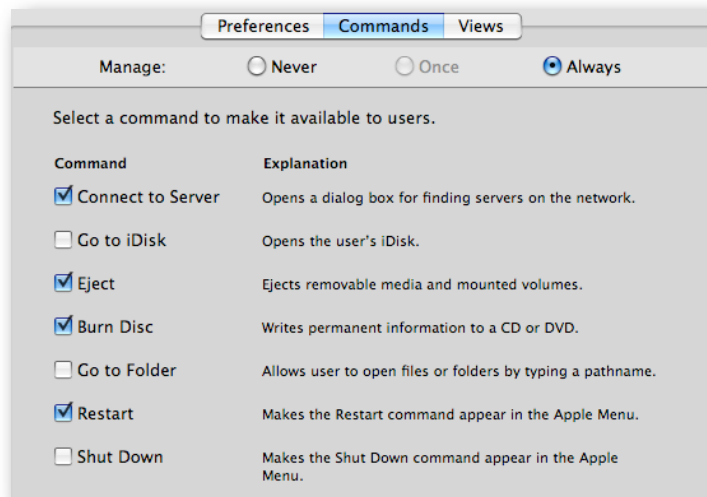 Preferences Commands Views
Manage: Never Once Always
Select a command to make it available to users.
Command Explanation
Connect to Server Opens a dialog box for finding servers on the network.
Go to iDisk Opens the user's iDisk.
Eject Ejects removable media and mounted volumes.
Burn Disc Writes permanent information to a CD or DVD.
Go to Folder Allows user to open files or folders by typing a pathname.
Restart Makes the Restart command appear in the Apple Menu.
Shut Down Makes the Shut Down command appear in the Apple
Menu.